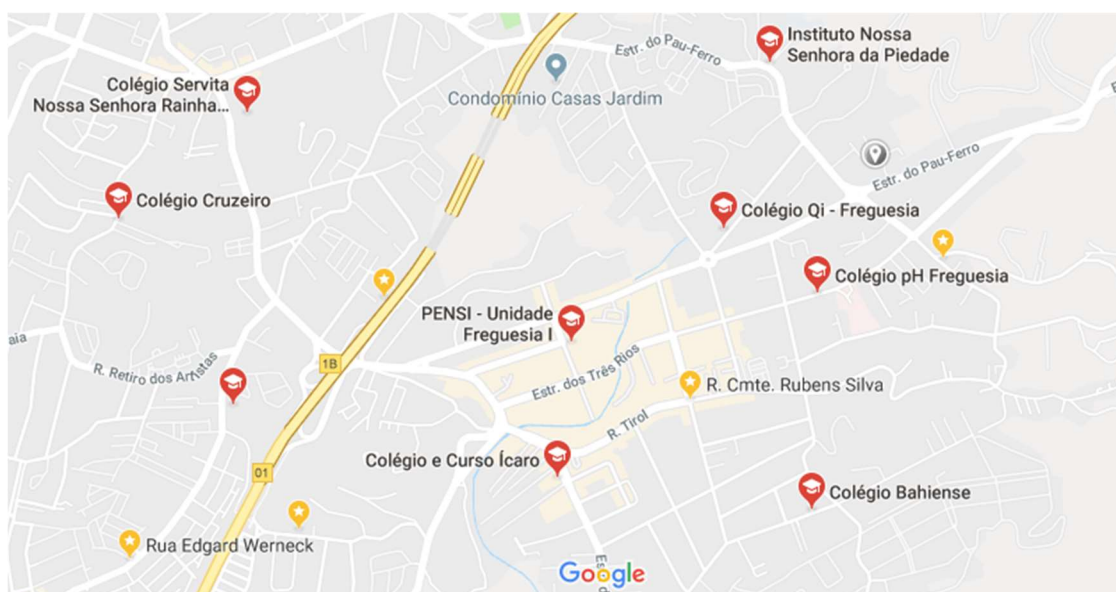 Estr. do Pau-Ferro
Instituto Nossa
Senhora da Piedade
Colégio Servita
Nossa Senhora Rainha...
Condomínio Casas Jardim
Estr. do Pau-Ferro
Colégio Cruzeiro
Colégio Qi - Freguesia
Colégio pH Freguesia
PENSI - Unidade
Freguesia I
aia
1B
R. Retiro dos Artistas
Estr. dos Três Rios
R. Cmte. Rubens Silva
R. Tirol
Colégio e Curso Ícaro
01
Colégio Bahiense
Rua Edgard Werneck
Google